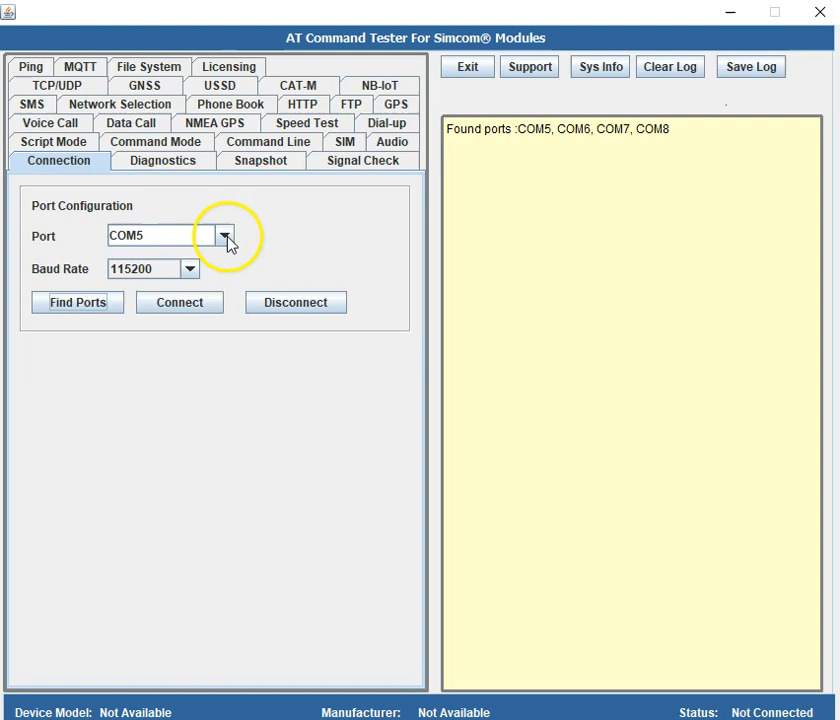 AT Command Tester For Simcom® Modules
Ping MQTT File System Licensing
TCP/UDP GNSS USSD CAT-M NB-IoT
SMS Network Selection Phone Book HTTP FTP GPS
Voice Call Data Call NMEA GPS Speed Test Dial-up
Script Mode Command Mode Command Line SIM Audio
Connection Diagnostics Snapshot Signal Check
Port Configuration
Port COM5
Baud Rate 115200
Find Ports Connect Disconnect
Exit Support Sys Info Clear Log Save Log
Found ports :COM5, COM6, COM7, COM8
Device Model: Not Available Manufacturer: Not Available Status: Not Connected